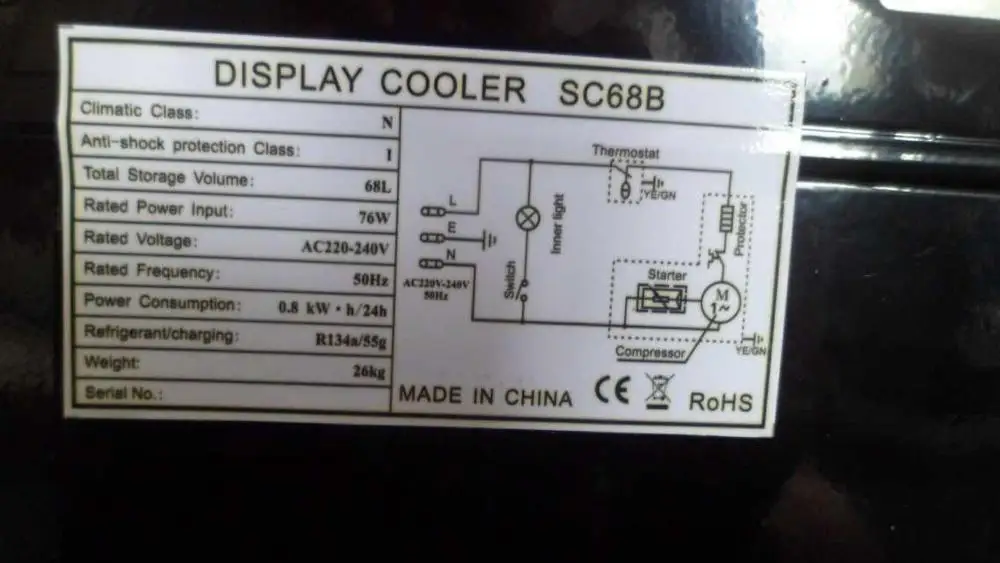 DISPLAY COOLER SC68B
Climatic Class: N
Anti-shock protection Class: I
Total Storage Volume: 68L
Rated Power Input: 76W
Rated Voltage: AC220-240V
Rated Frequency: 50Hz
Power Consumption: 0.8 kW·h/24h
Refrigerant/charging: R134a/55g
Weight: 26kg
Serial No.:
Thermostat
YE/GN
L
E
N
AC220V-240V
50Hz
Inner light
Switch
Protector
Starter
M
1~
Compressor
YE/GN
MADE IN CHINA CE RoHS